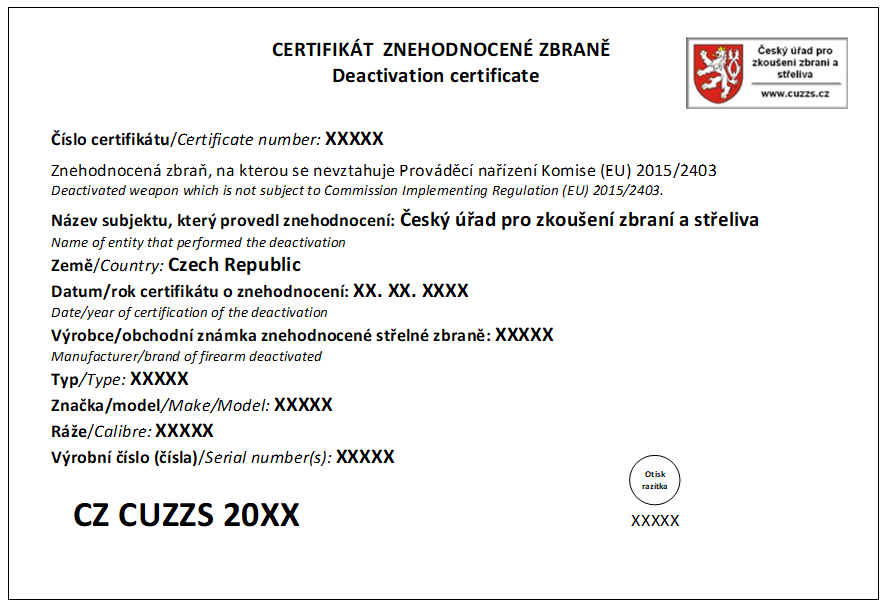 CERTIFIKÁT ZNEHODNOCENÉ ZBRANĚ
Deactivation certificate
Český úřad pro
zkoušení zbraní a
střeliva
www.cuzzs.cz
Číslo certifikátu/Certificate number: XXXXX
Znehodnocená zbraň, na kterou se nevztahuje Prováděcí nařízení Komise (EU) 2015/2403
Deactivated weapon which is not subject to Commission Implementing Regulation (EU) 2015/2403.
Název subjektu, který provedl znehodnocení: Český úřad pro zkoušení zbraní a střeliva
Name of entity that performed the deactivation
Země/Country: Czech Republic
Datum/rok certifikátu o znehodnocení: XX. XX. XXXX
Date/year of certification of the deactivation
Výrobce/obchodní známka znehodnocené střelné zbraně: XXXXX
Manufacturer/brand of firearm deactivated
Typ/Type: XXXXX
Značka/model/Make/Model: XXXXX
Ráže/Calibre: XXXXX
Výrobní číslo (čísla)/Serial number(s): XXXXX
Otisk
razítka
CZ CUZZS 20XX
XXXXX